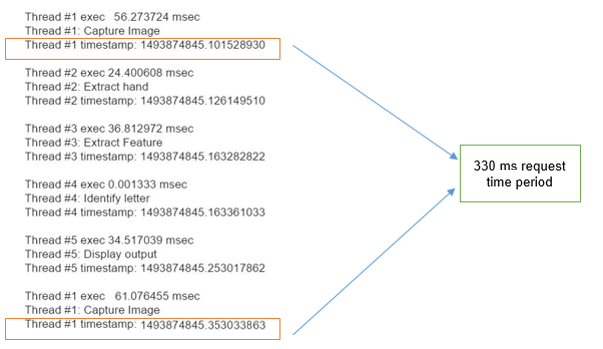 Thread #1 exec 56.273724 msec
Thread #1: Capture Image
Thread #1 timestamp: 1493874845.101528930
Thread #2 exec 24.400608 msec
Thread #2: Extract hand
Thread #2 timestamp: 1493874845.126149510
Thread #3 exec 36.812972 msec
Thread #3: Extract Feature
Thread #3 timestamp: 1493874845.163282822
Thread #4 exec 0.001333 msec
Thread #4: Identify letter
Thread #4 timestamp: 1493874845.163361033
Thread #5 exec 34.517039 msec
Thread #5: Display output
Thread #5 timestamp: 1493874845.253017862
Thread #1 exec 61.076455 msec
Thread #1: Capture Image
Thread #1 timestamp: 1493874845.353033863
330 ms request
time period